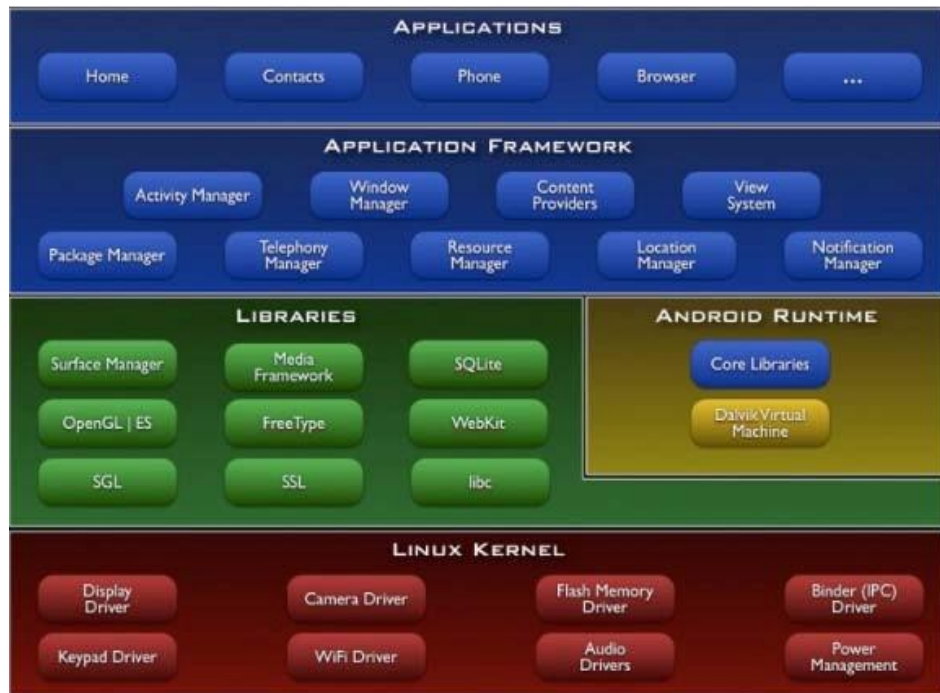 APPLICATIONS
Home Contacts Phone Browser ...
APPLICATION FRAMEWORK
Activity Manager
Window
Manager
Content
Providers
View
System
Package Manager
Telephony
Manager
Resource
Manager
Location
Manager
Notification
Manager
LIBRARIES
Surface Manager
Media
Framework
SQLite
OpenGL | ES
FreeType
WebKit
SGL
SSL
libc
ANDROID RUNTIME
Core Libraries
Dalvik Virtual
Machine
LINUX KERNEL
Display
Driver
Camera Driver
Flash Memory
Driver
Binder (IPC)
Driver
Keypad Driver
WiFi Driver
Audio
Drivers
Power
Management